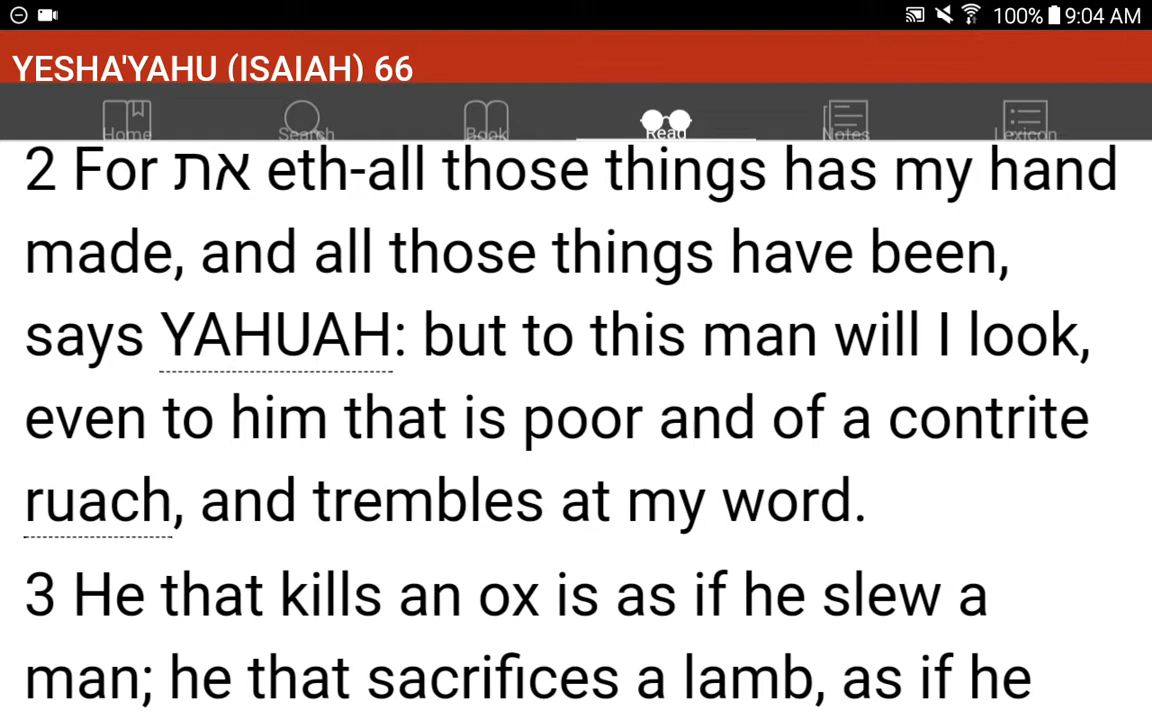 100% 9:04 AM
YESHA'YAHU (ISAIAH) 66
Home Search Book Read Notes Lexicon
2 For את eth-all those things has my hand
made, and all those things have been,
says YAHUAH: but to this man will I look,
even to him that is poor and of a contrite
ruach, and trembles at my word.
3 He that kills an ox is as if he slew a
man; he that sacrifices a lamb, as if he